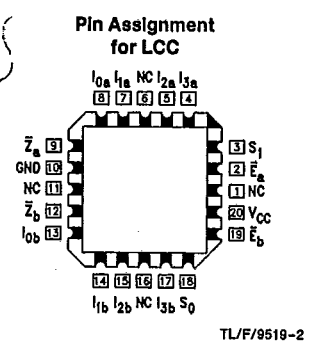 Pin Assignment
for LCC
I0a I1a NC I2a I3a
8 7 6 5 4
Z̄a 9
GND 10
NC 11
Z̄b 12
I0b 13
3 S1
2 Ēa
1 NC
20 VCC
19 Ēb
14 15 16 17 18
I1b I2b NC I3b S0
TL/F/9519-2